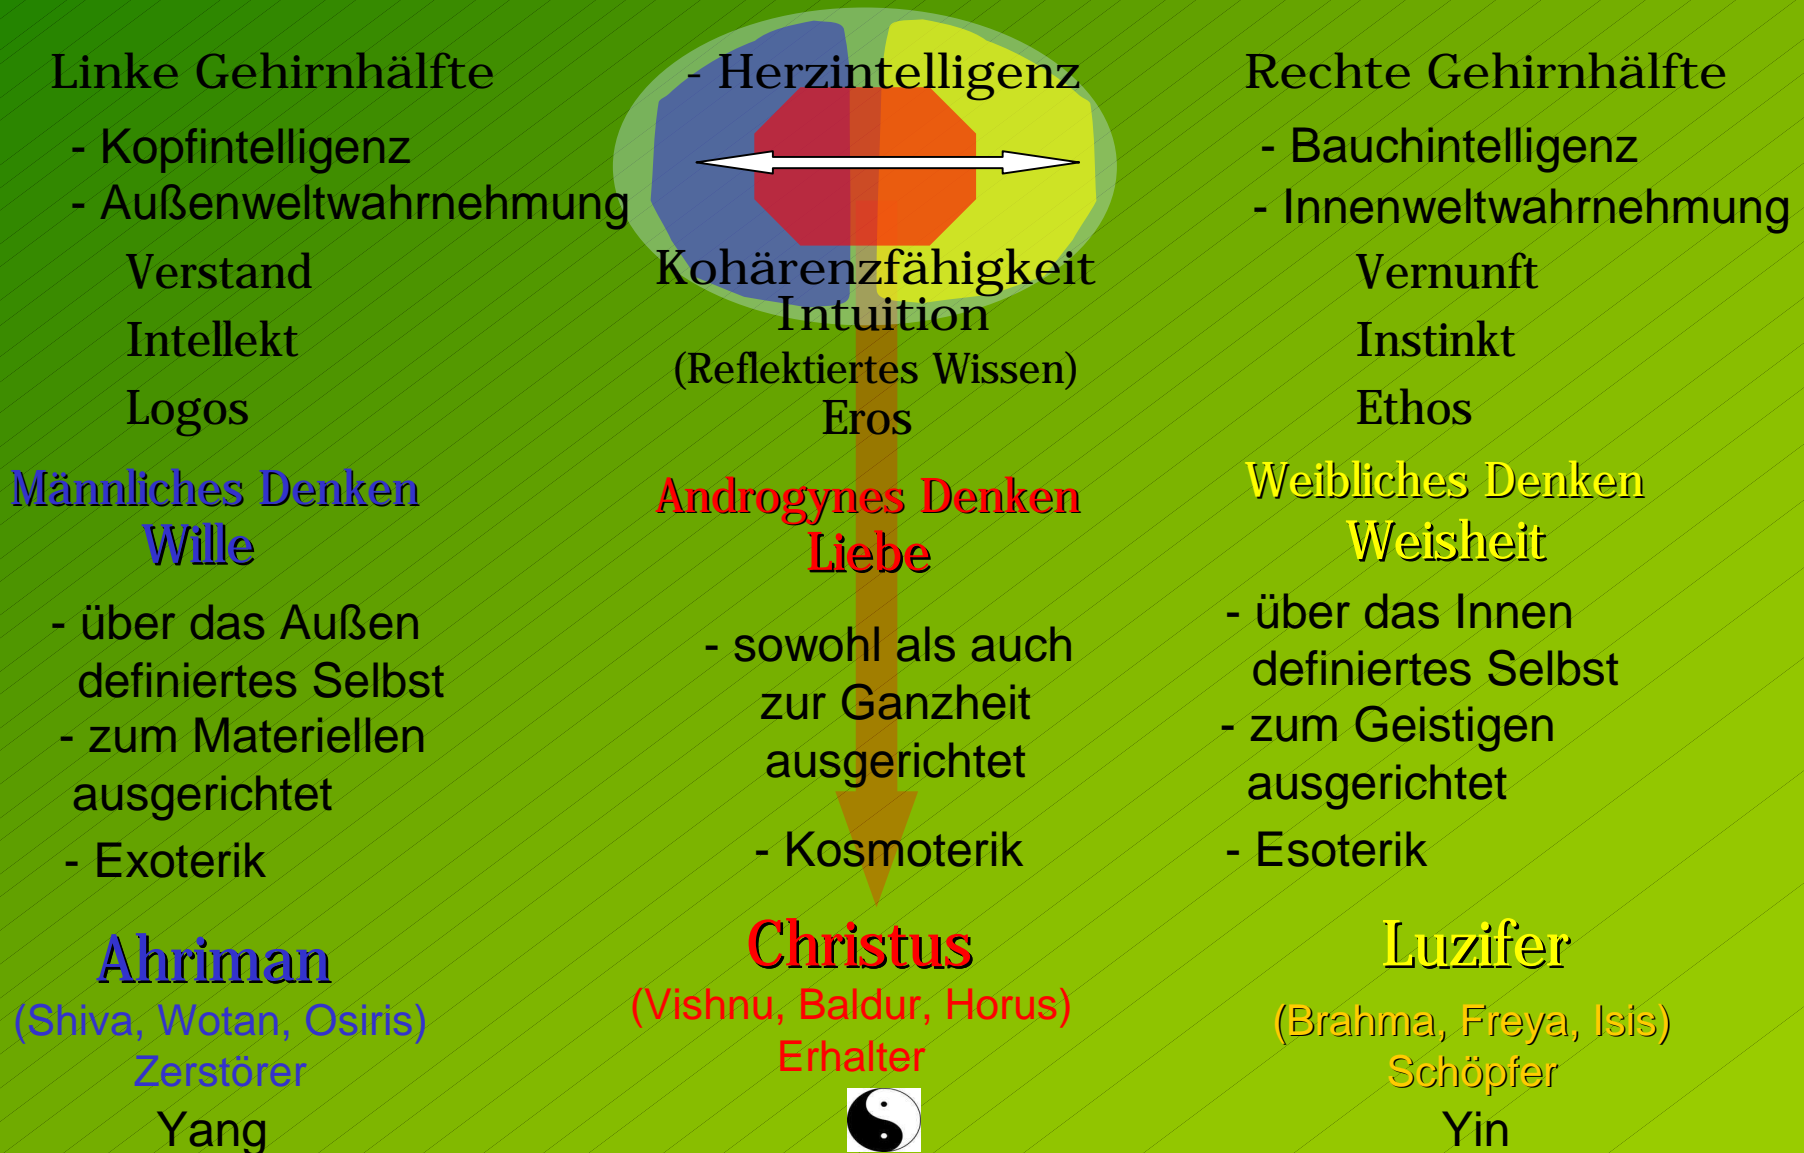 Linke Gehirnhälfte
- Kopfintelligenz
- Außenweltwahrnehmung
Verstand
Intellekt
Logos
Männliches Denken
Wille
- über das Außen
definiertes Selbst
- zum Materiellen
ausgerichtet
- Exoterik
Ahriman
(Shiva, Wotan, Osiris)
Zerstörer
Yang
- Herzintelligenz
Kohärenzfähigkeit
Intuition
(Reflektiertes Wissen)
Eros
Androgynes Denken
Liebe
- sowohl als auch
zur Ganzheit
ausgerichtet
- Kosmoterik
Christus
(Vishnu, Baldur, Horus)
Erhalter
Rechte Gehirnhälfte
- Bauchintelligenz
- Innenweltwahrnehmung
Vernunft
Instinkt
Ethos
Weibliches Denken
Weisheit
- über das Innen
definiertes Selbst
- zum Geistigen
ausgerichtet
- Esoterik
Luzifer
(Brahma, Freya, Isis)
Schöpfer
Yin